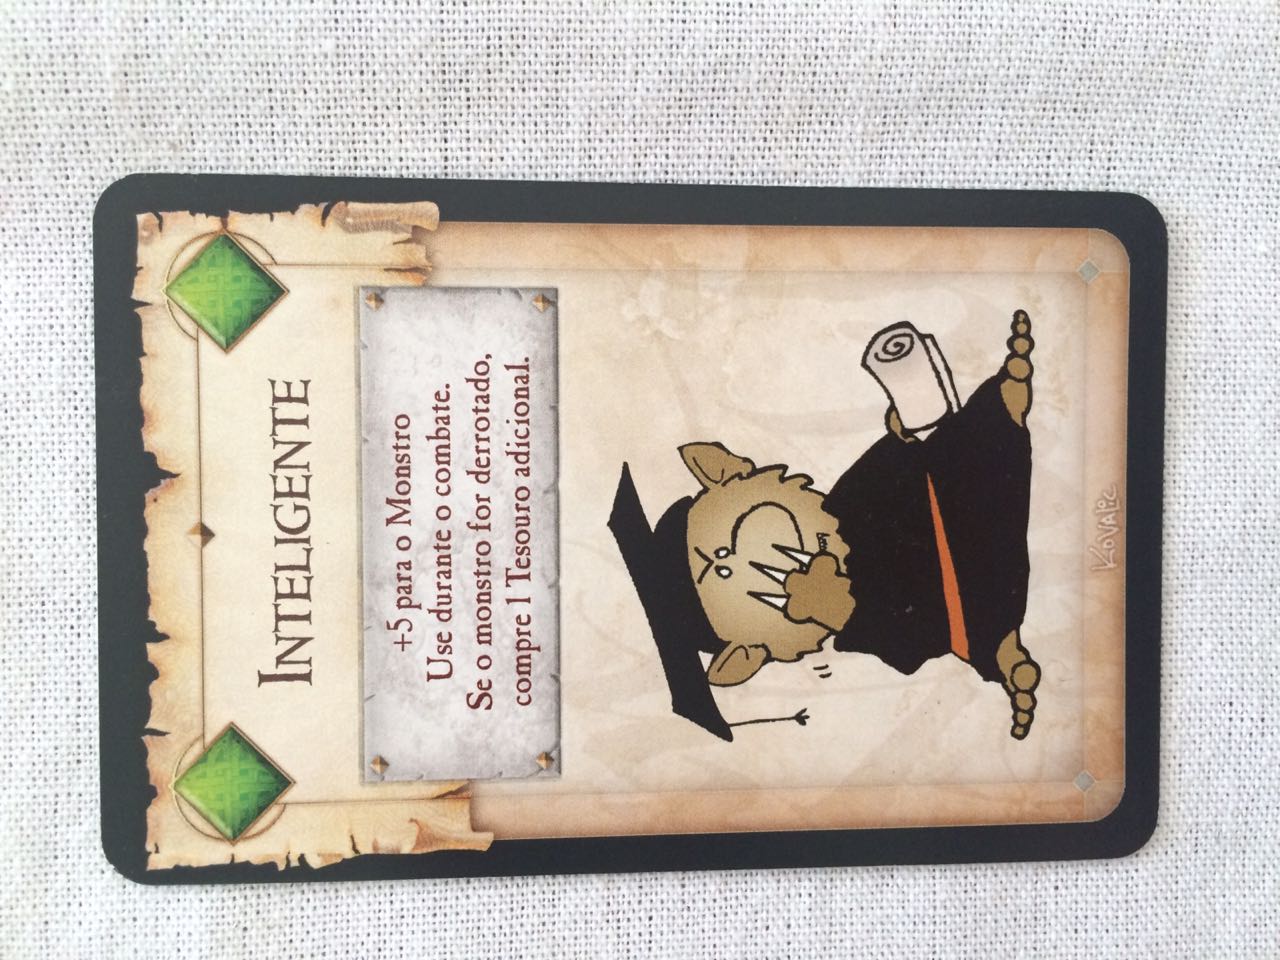 Inteligente
+5 para o Monstro
Use durante o combate.
Se o monstro for derrotado,
compre 1 Tesouro adicional.
Kovalic